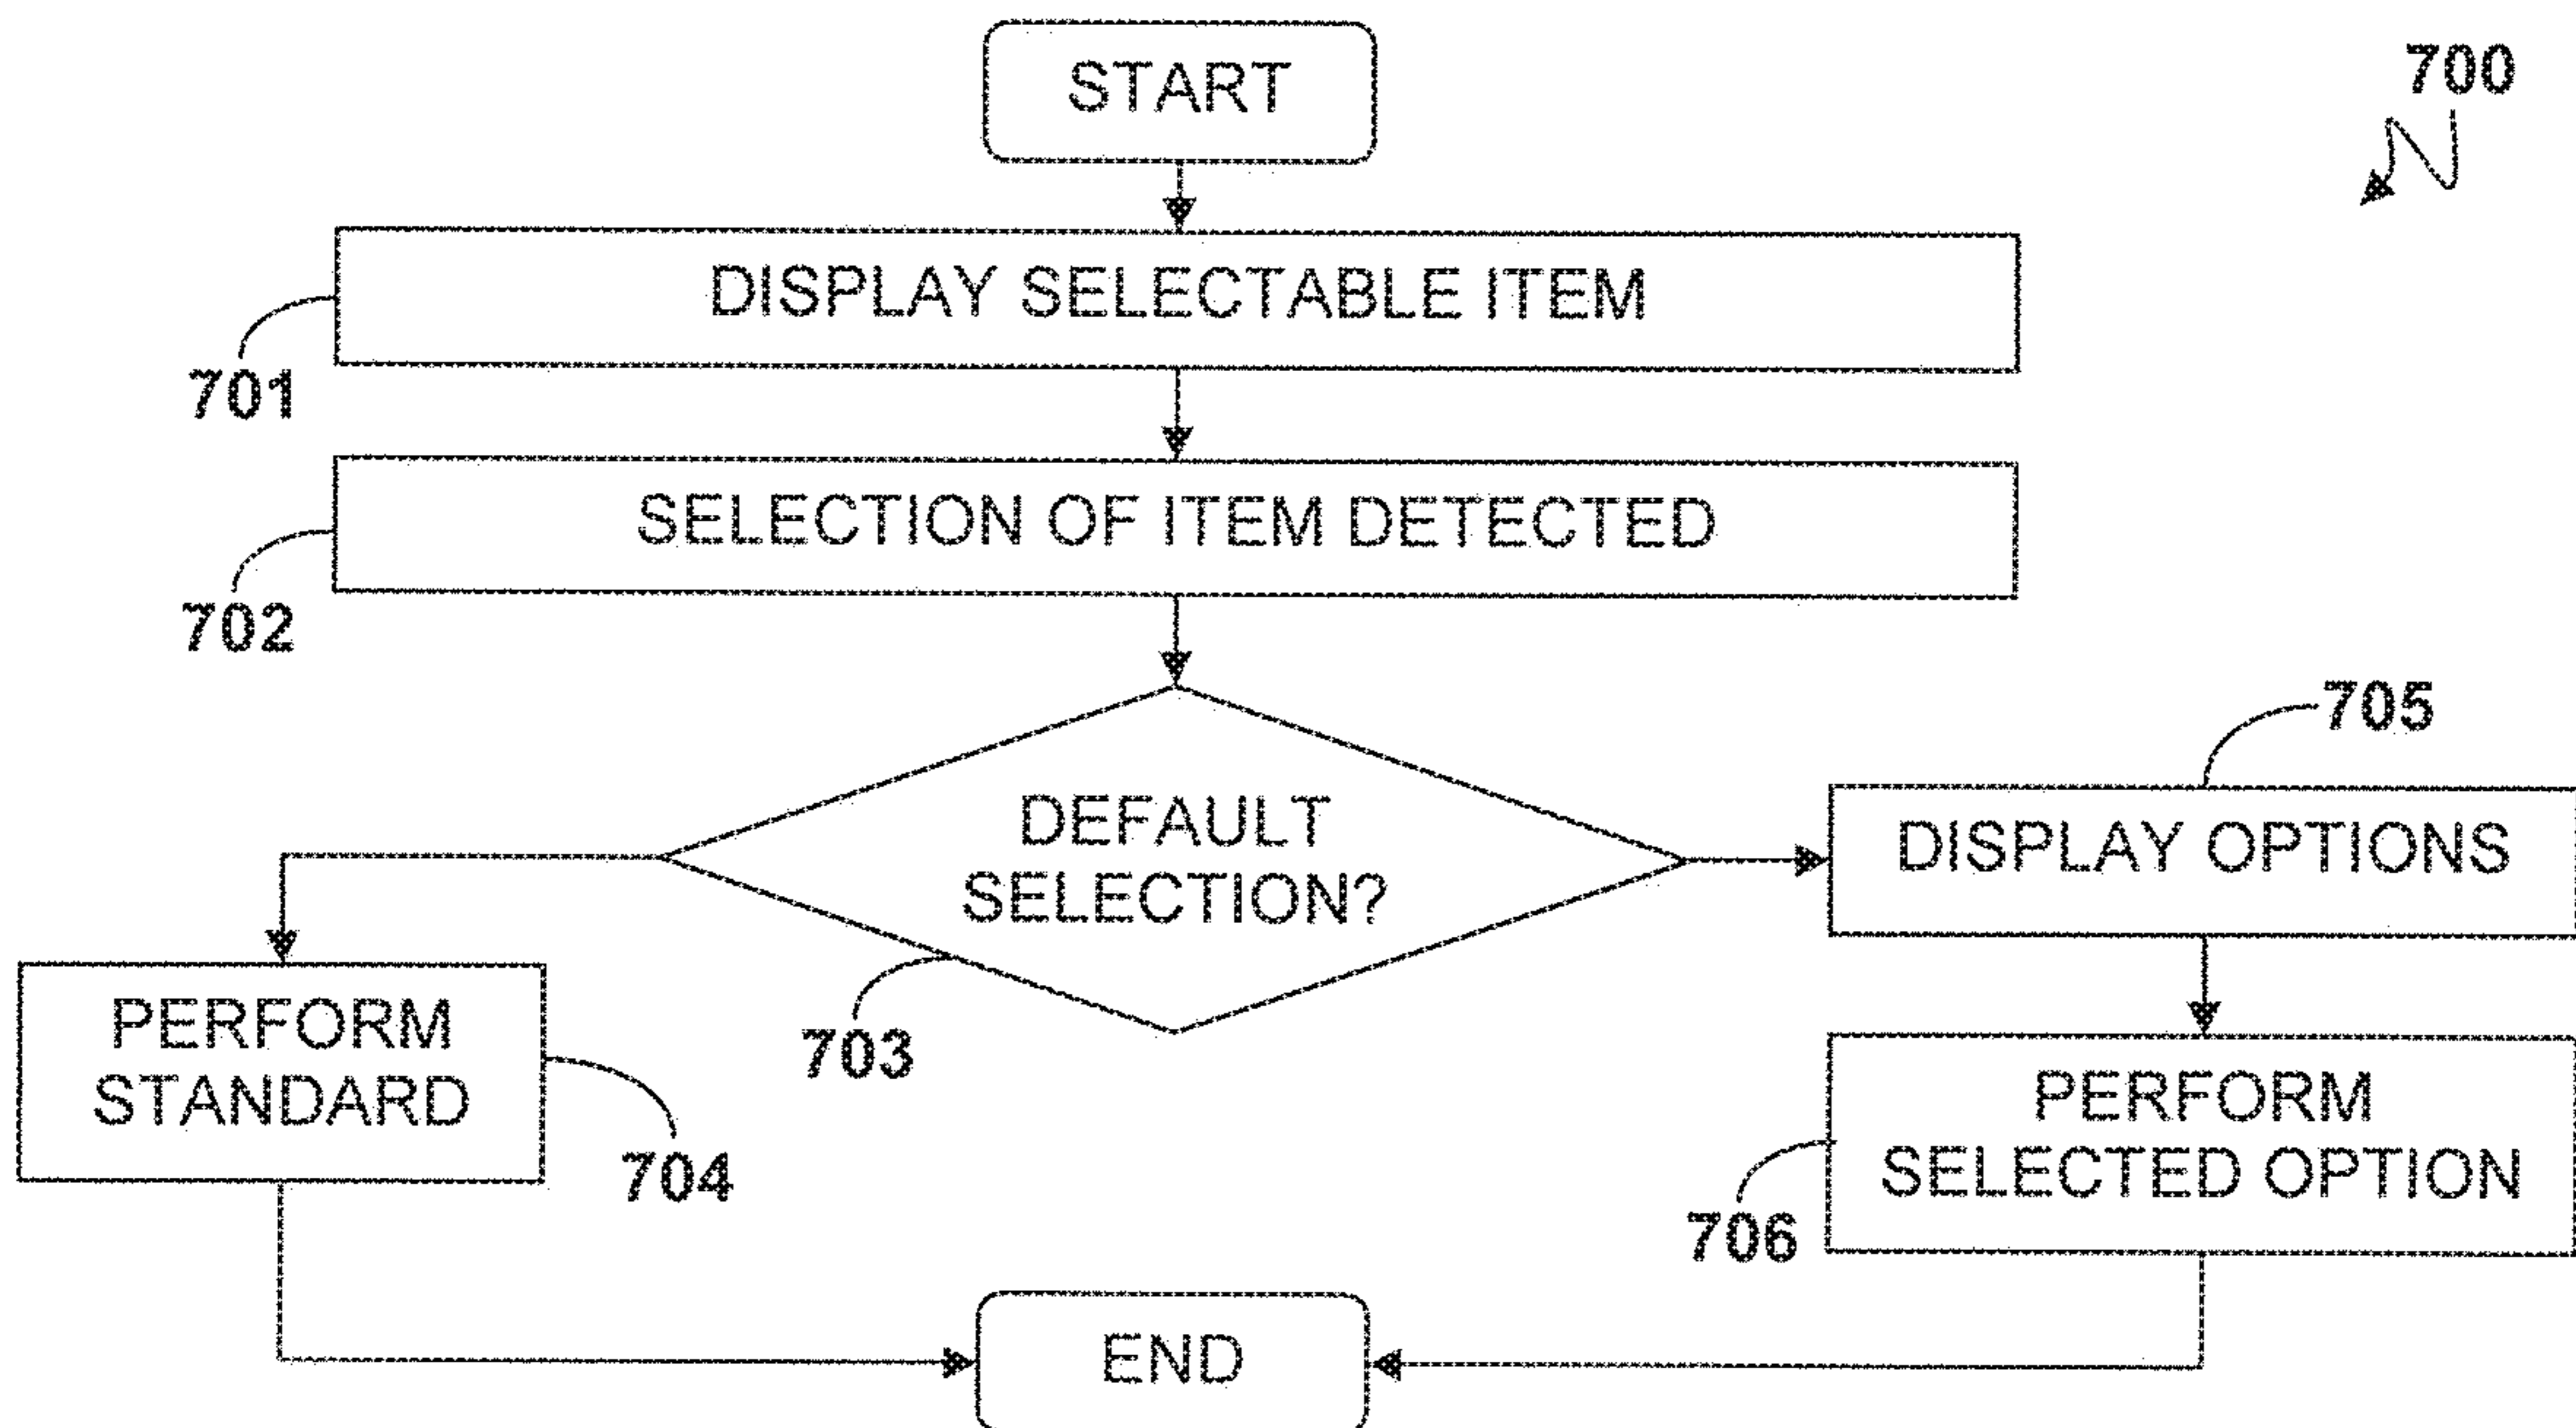 START
700
DISPLAY SELECTABLE ITEM
701
SELECTION OF ITEM DETECTED
702
DEFAULT
SELECTION?
703
705
DISPLAY OPTIONS
PERFORM
STANDARD
704
PERFORM
SELECTED OPTION
706
END